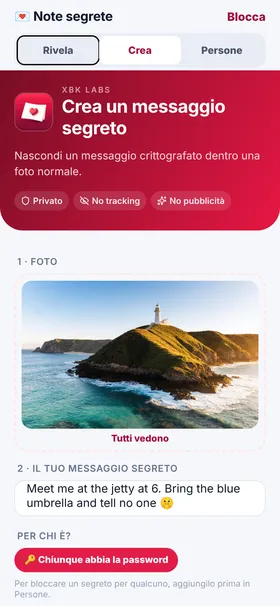 💌 Note segrete
Blocca
Rivela
Crea
Persone
XBK LABS
Crea un messaggio
segreto
Nascondi un messaggio crittografato dentro una
foto normale.
Privato
No tracking
No pubblicità
1 · FOTO
Tutti vedono
2 · IL TUO MESSAGGIO SEGRETO
Meet me at the jetty at 6. Bring the blue
umbrella and tell no one 🤫
PER CHI È?
🔑 Chiunque abbia la password
Per bloccare un segreto per qualcuno, aggiungilo prima in
Persone.